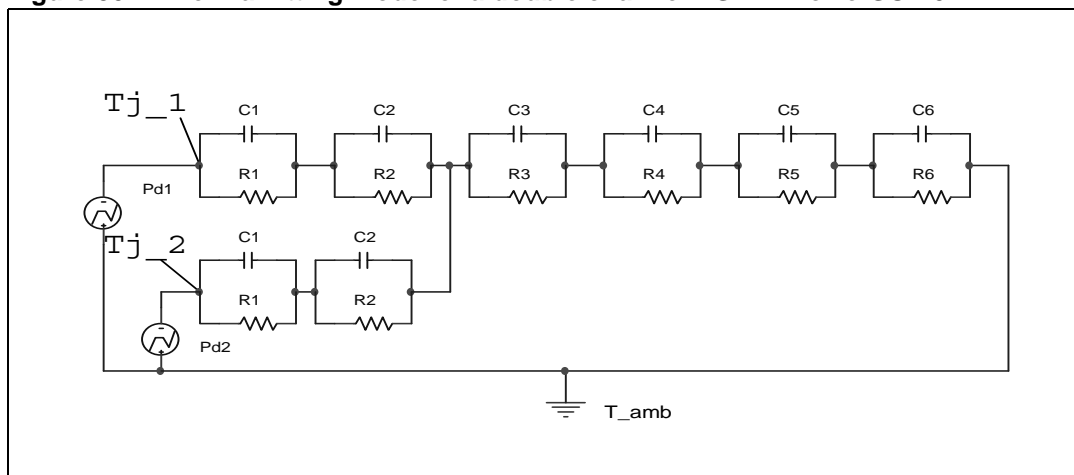 Tj_1
C1 C2 C3 C4 C5 C6
R1 R2 R3 R4 R5 R6
Pd1
Tj_2
C1 C2
R1 R2
Pd2
T_amb